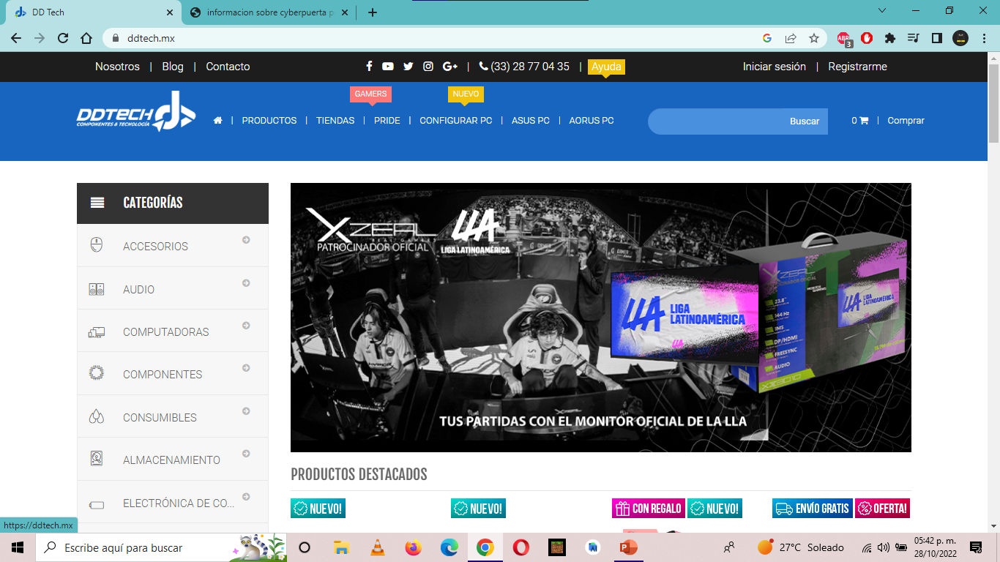 DD Tech
informacion sobre cyberpuerta p
ddtech.mx
ABP
3
Nosotros | Blog | Contacto
| (33) 28 77 04 35 | Ayuda
Iniciar sesión | Registrarme
GAMERS
NUEVO
DDTECH
COMPONENTES & TECNOLOGÍA
| PRODUCTOS | TIENDAS | PRIDE | CONFIGURAR PC | ASUS PC | AORUS PC
Buscar
0 | Comprar
CATEGORÍAS
ACCESORIOS
AUDIO
COMPUTADORAS
COMPONENTES
CONSUMIBLES
ALMACENAMIENTO
ELECTRÓNICA DE CO...
XZEAL
REAL GAMERS
PATROCINADOR OFICIAL
LLA
LIGA LATINOAMÉRICA
LLA LIGA
LATINOAMÉRICA
XZEAL
PATROCINADOR OFICIAL
23.8"
144 Hz
1MS
DP/HDMI
FREESYNC
AUDIO
LLA LIGA
LATINOAMÉRICA
TUS PARTIDAS CON EL MONITOR OFICIAL DE LA LLA
PRODUCTOS DESTACADOS
NUEVO!
NUEVO!
CON REGALO
NUEVO!
ENVÍO GRATIS
OFERTA!
https://ddtech.mx
Escribe aquí para buscar
27°C Soleado
05:42 p. m.
28/10/2022